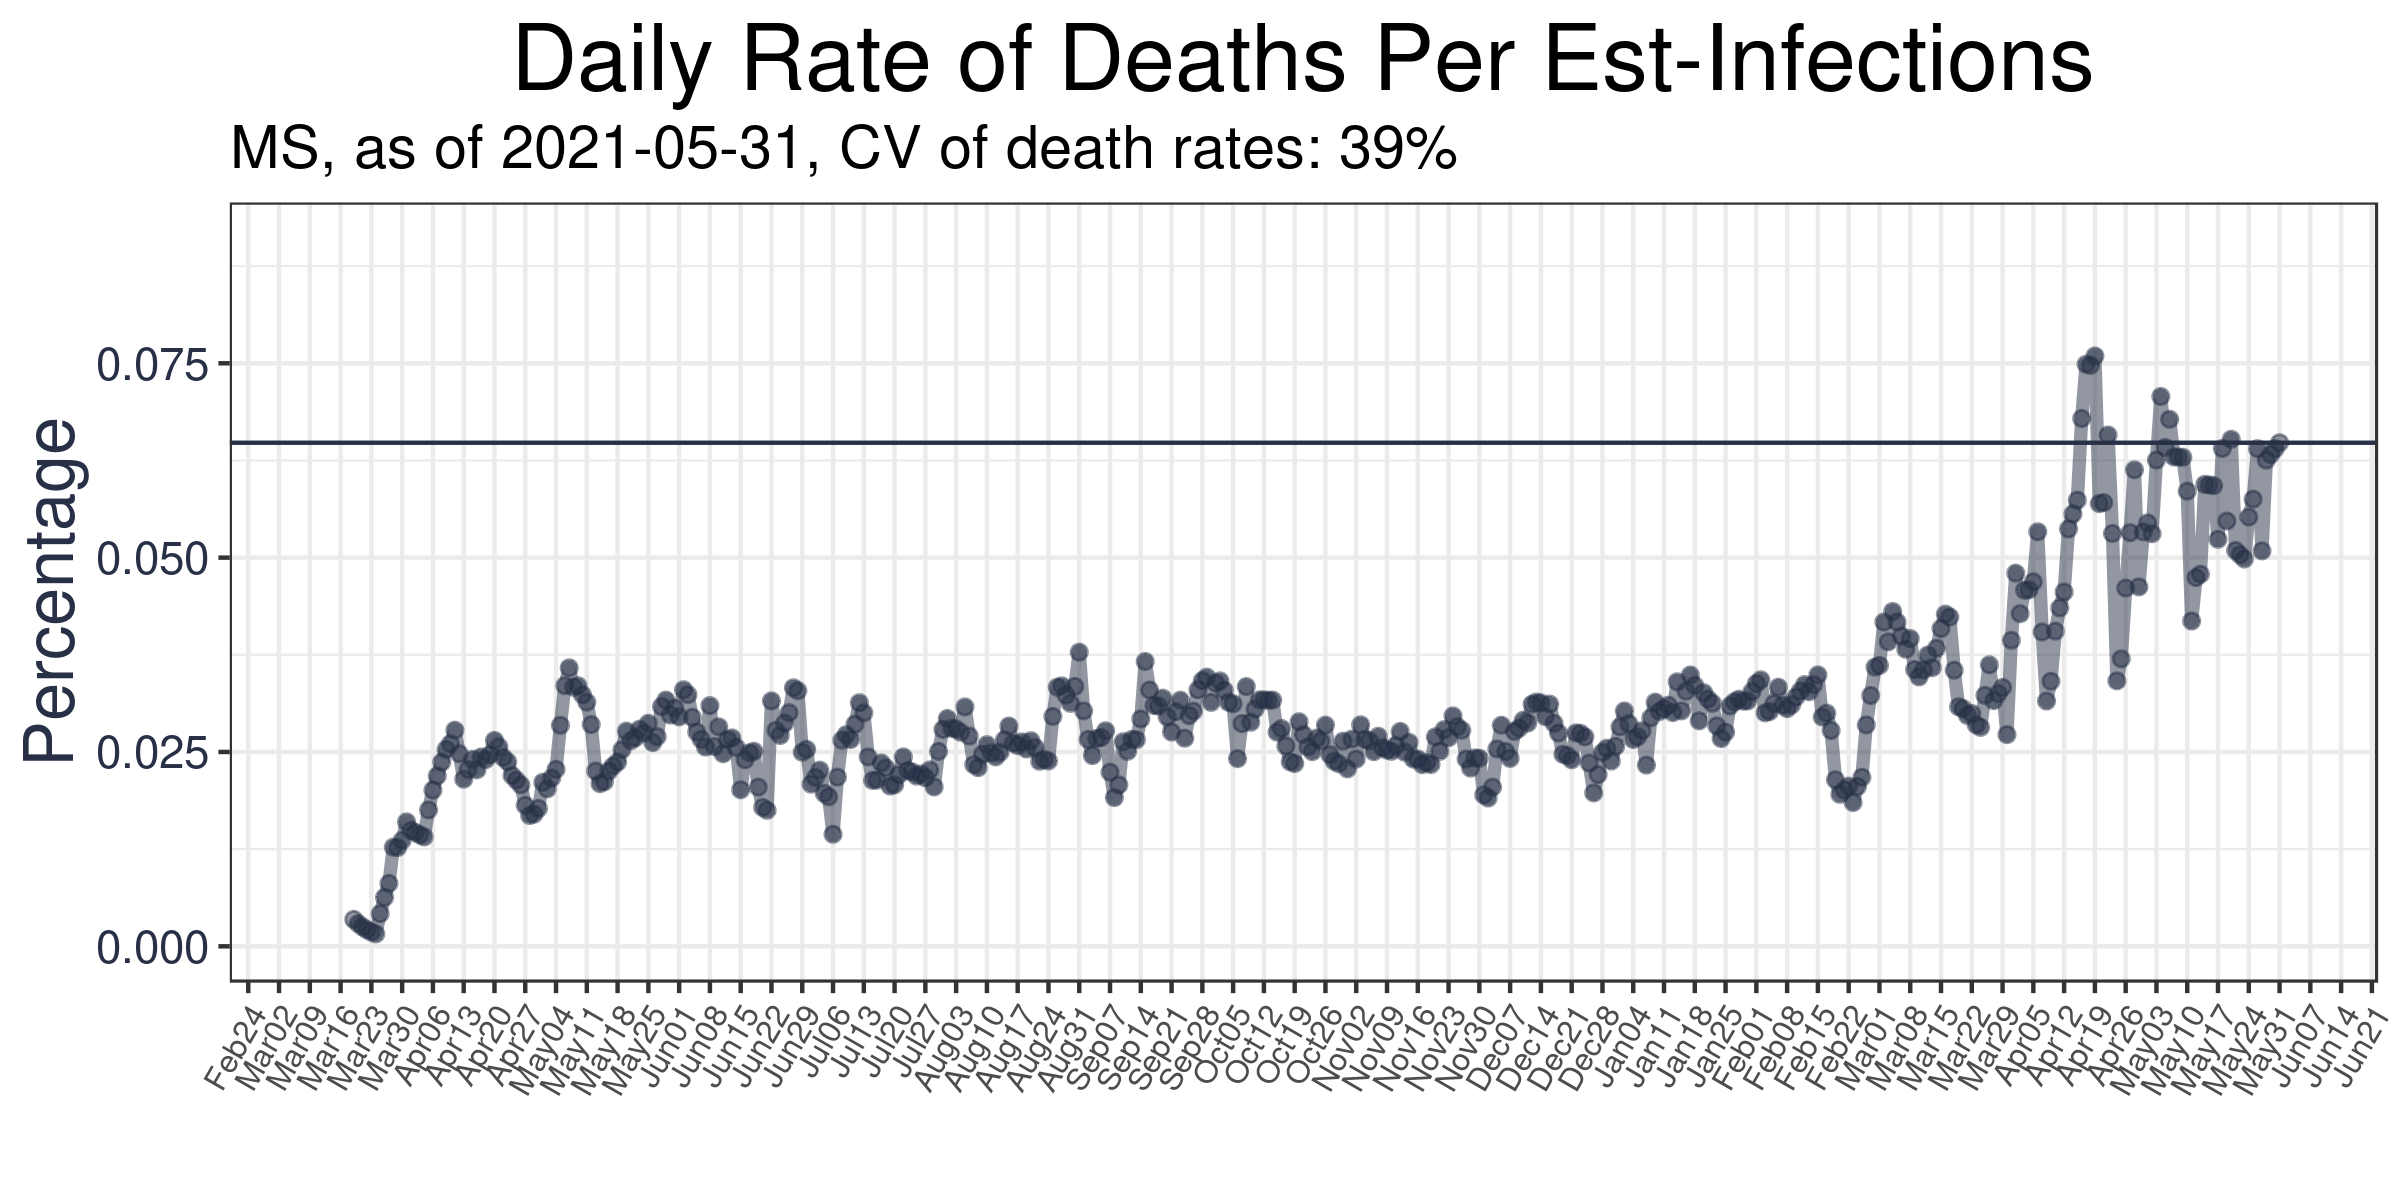 Daily Rate of Deaths Per Est-Infections
MS, as of 2021-05-31, CV of death rates: 39%
Percentage
0.075
0.050
0.025
0.000
Feb24
Mar02
Mar09
Mar16
Mar23
Mar30
Apr06
Apr13
Apr20
Apr27
May04
May11
May18
May25
Jun01
Jun08
Jun15
Jun22
Jun29
Jul06
Jul13
Jul20
Jul27
Aug03
Aug10
Aug17
Aug24
Aug31
Sep07
Sep14
Sep21
Sep28
Oct05
Oct12
Oct19
Oct26
Nov02
Nov09
Nov16
Nov23
Nov30
Dec07
Dec14
Dec21
Dec28
Jan04
Jan11
Jan18
Jan25
Feb01
Feb08
Feb15
Feb22
Mar01
Mar08
Mar15
Mar22
Mar29
Apr05
Apr12
Apr19
Apr26
May03
May10
May17
May24
May31
Jun07
Jun14
Jun21